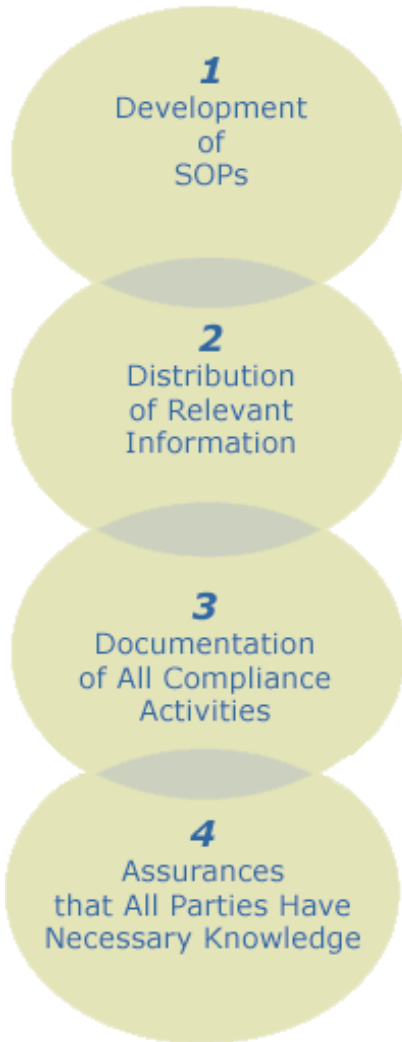 1
Development
of
SOPs
2
Distribution
of Relevant
Information
3
Documentation
of All Compliance
Activities
4
Assurances
that All Parties Have
Necessary Knowledge